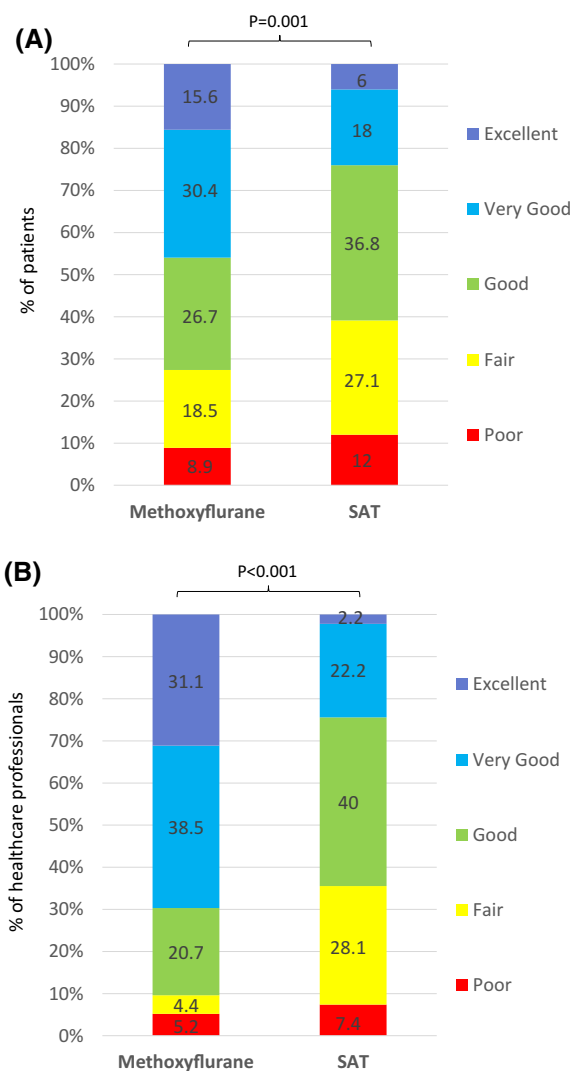 (A)
P=0.001
% of patients
100%
90%
80%
70%
60%
50%
40%
30%
20%
10%
0%
15.6
30.4
26.7
18.5
8.9
6
18
36.8
27.1
12
Methoxyflurane
SAT
Excellent
Very Good
Good
Fair
Poor
(B)
P<0.001
% of healthcare professionals
100%
90%
80%
70%
60%
50%
40%
30%
20%
10%
0%
31.1
38.5
20.7
4.4
5.2
2.2
22.2
40
28.1
7.4
Methoxyflurane
SAT
Excellent
Very Good
Good
Fair
Poor